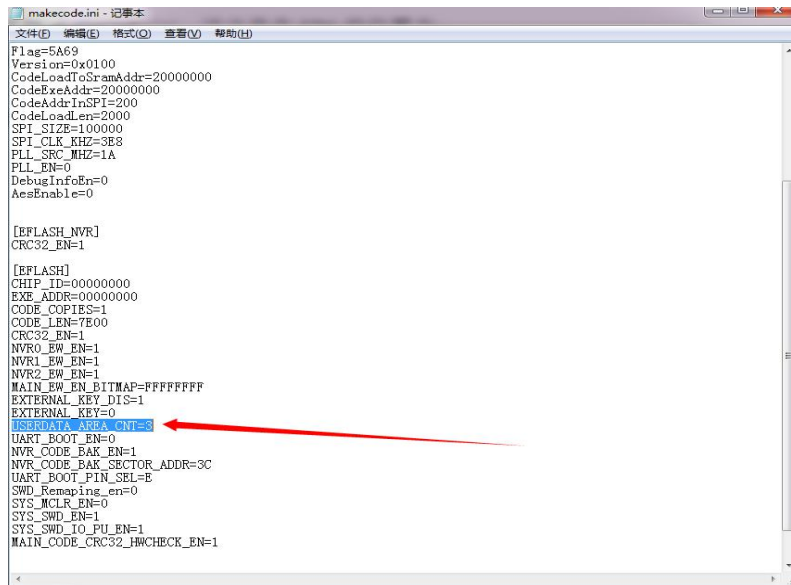 makecode.ini - 记事本
文件(F) 编辑(E) 格式(O) 查看(V) 帮助(H)
Flag=5A69
Version=0x0100
CodeLoadToSramAddr=20000000
CodeExeAddr=20000000
CodeAddrInSPI=200
CodeLoadLen=2000
SPI_SIZE=100000
SPI_CLK_KHZ=3E8
PLL_SRC_MHZ=1A
PLL_EN=0
DebugInfoEn=0
AesEnable=0
[EFLASH_NVR]
CRC32_EN=1
[EFLASH]
CHIP_ID=00000000
EXE_ADDR=00000000
CODE_COPIES=1
CODE_LEN=7E00
CRC32_EN=1
NVR0_EW_EN=1
NVR1_EW_EN=1
NVR2_EW_EN=1
MAIN_EW_EN_BITMAP=FFFFFFFF
EXTERNAL_KEY_DIS=1
EXTERNAL_KEY=0
USERDATA_AREA_CNT=3
UART_BOOT_EN=0
NVR_CODE_BAK_EN=1
NVR_CODE_BAK_SECTOR_ADDR=3C
UART_BOOT_PIN_SEL=E
SWD_Remaping_en=0
SYS_MCLR_EN=0
SYS_SWD_EN=1
SYS_SWD_IO_PU_EN=1
MAIN_CODE_CRC32_HWCHECK_EN=1